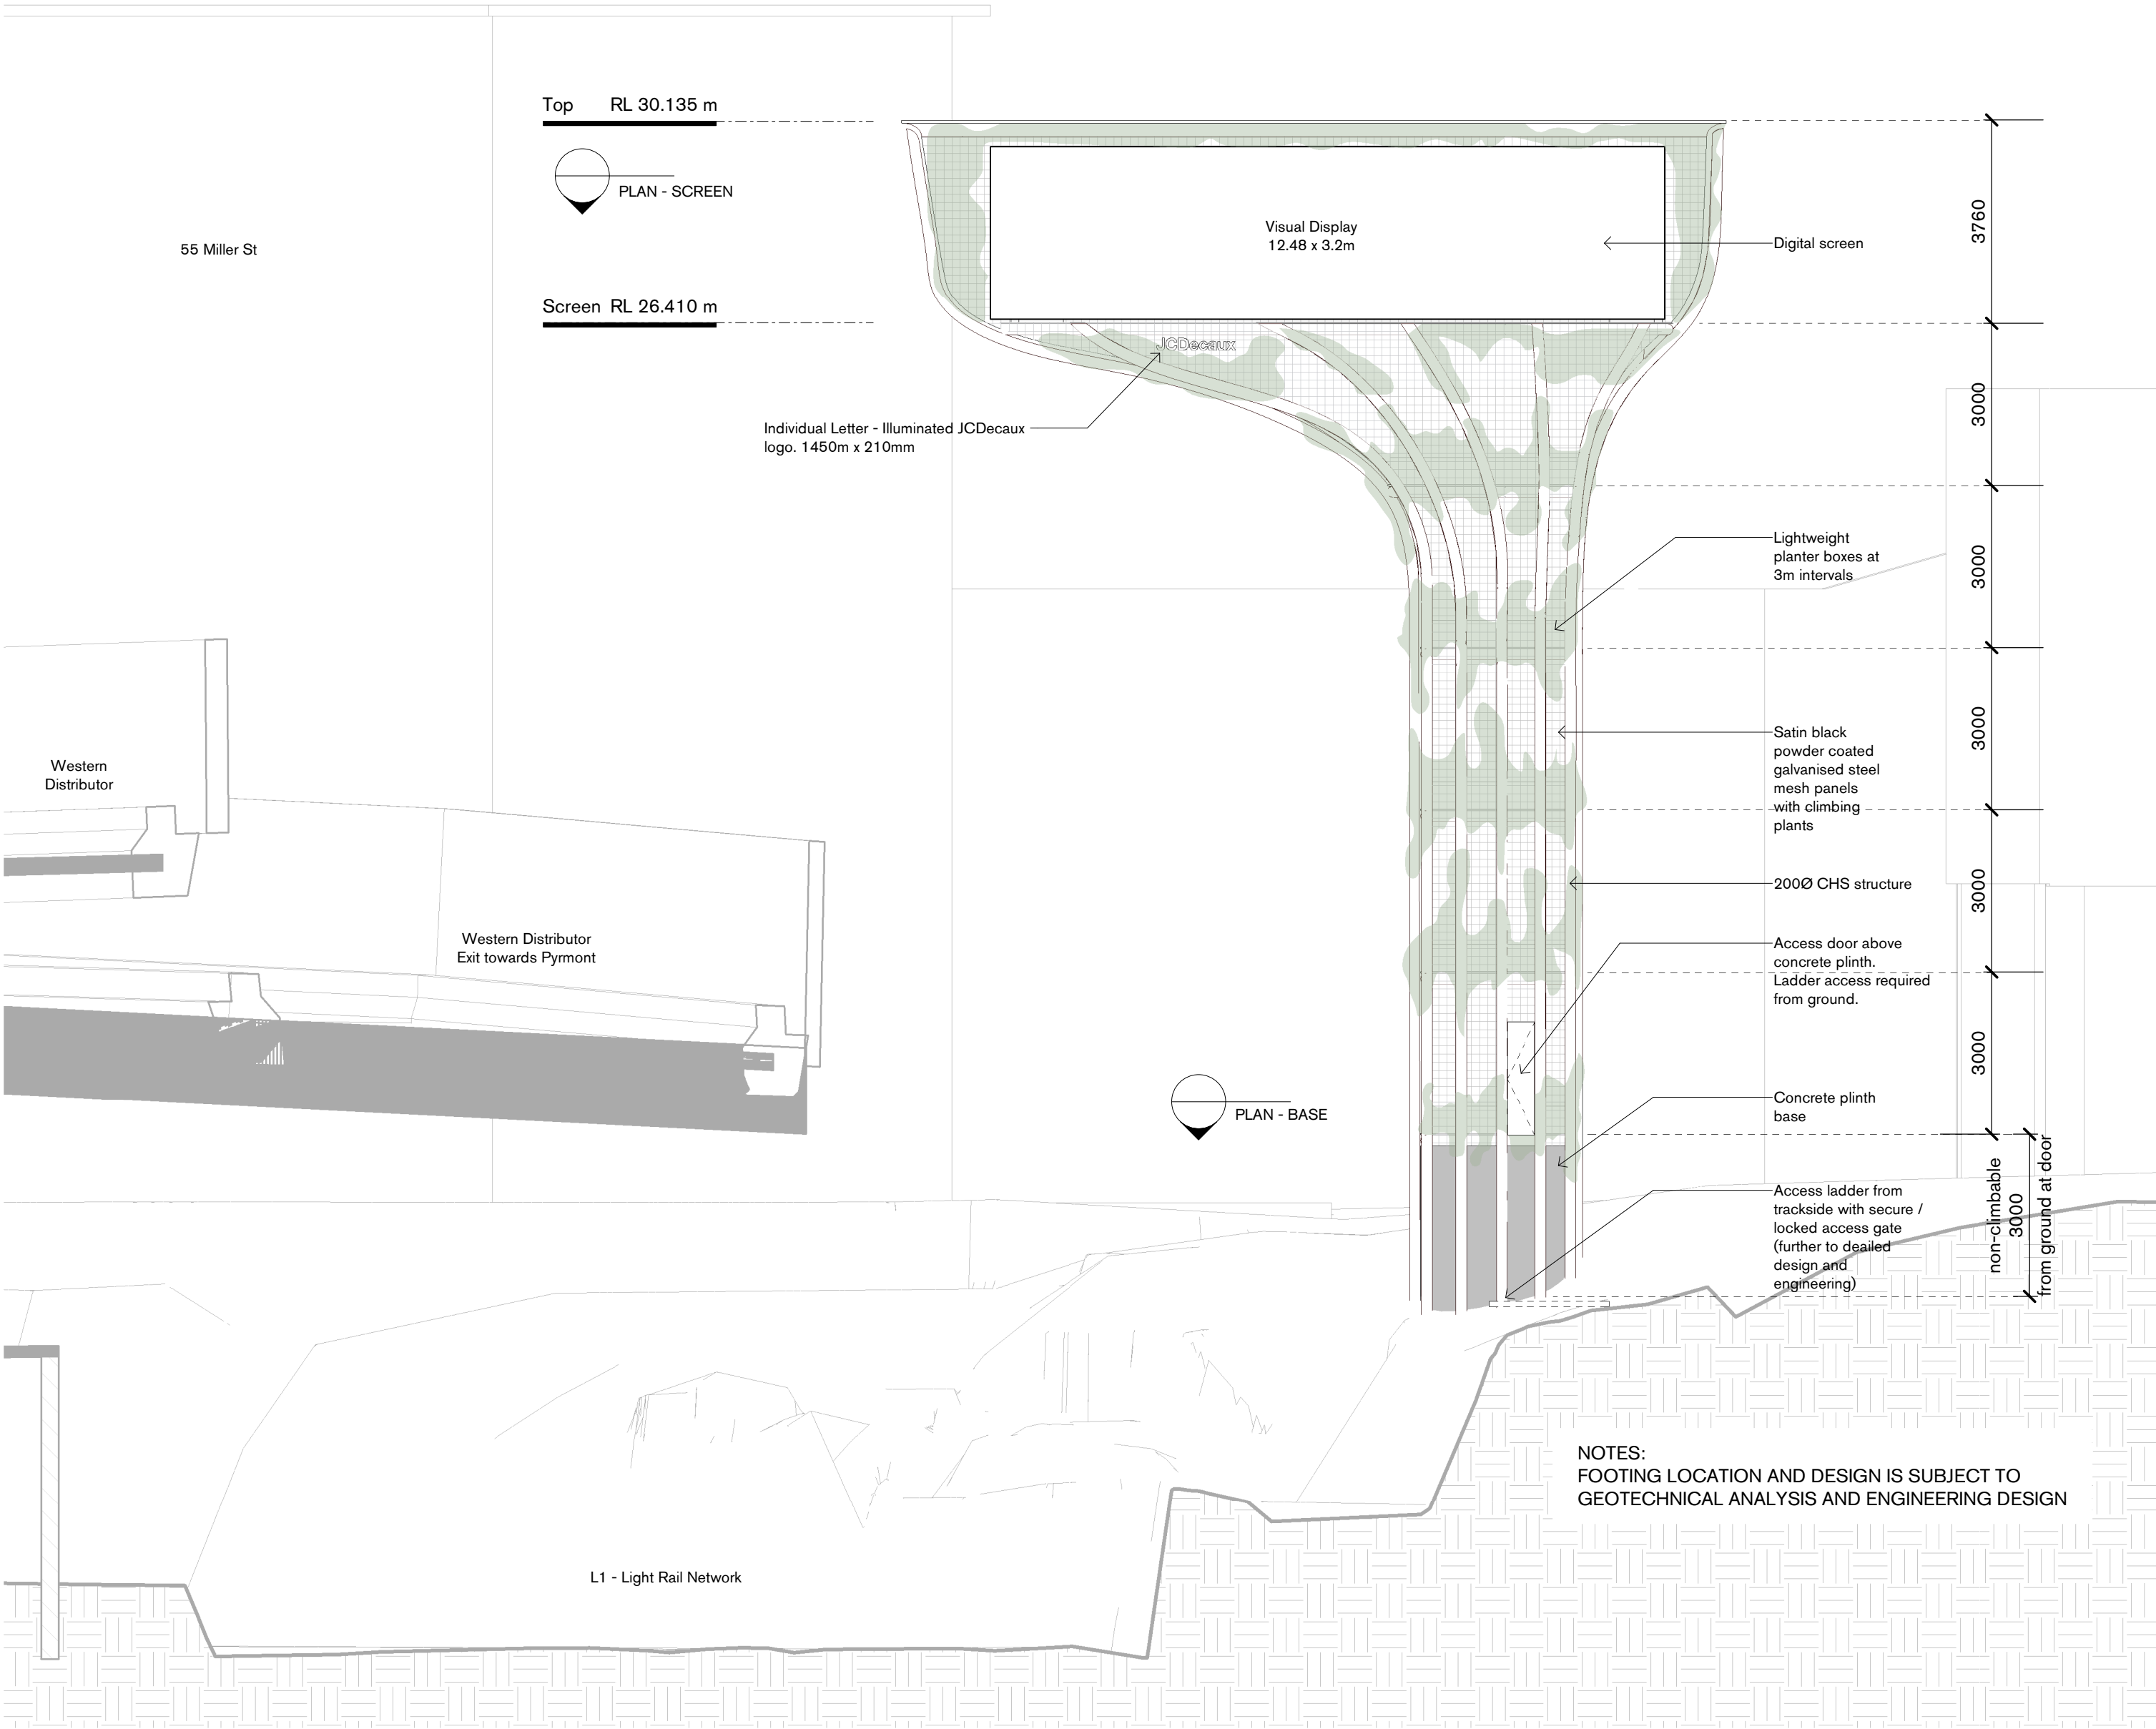 Top RL 30.135 m
PLAN - SCREEN
55 Miller St
Screen RL 26.410 m
Visual Display
12.48 x 3.2m
Digital screen
3760
JCDecaux
Individual Letter - Illuminated JCDecaux
logo. 1450m x 210mm
3000
Lightweight
planter boxes at
3m intervals
3000
Western
Distributor
Satin black
powder coated
galvanised steel
mesh panels
with climbing
plants
3000
Western Distributor
Exit towards Pyrmont
200Ø CHS structure
3000
Access door above
concrete plinth.
Ladder access required
from ground.
3000
PLAN - BASE
Concrete plinth
base
Access ladder from
trackside with secure /
locked access gate
(further to deailed
design and
engineering)
non-climbable
3000
from ground at door
NOTES:
FOOTING LOCATION AND DESIGN IS SUBJECT TO
GEOTECHNICAL ANALYSIS AND ENGINEERING DESIGN
L1 - Light Rail Network